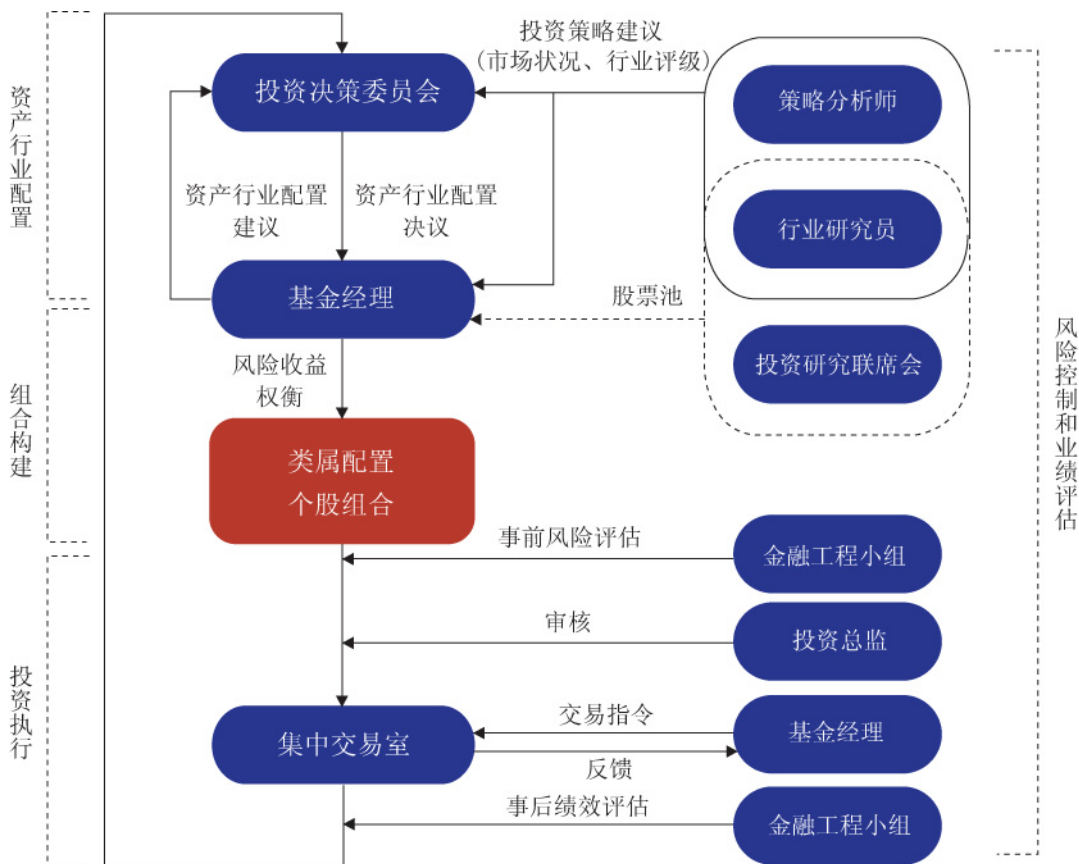 投资策略建议
(市场状况、行业评级)
投资决策委员会
策略分析师
资产行业配置
资产行业配置
建议
资产行业配置
决议
行业研究员
基金经理
股票池
投资研究联席会
风险收益
权衡
组合构建
类属配置
个股组合
风险控制和业绩评估
事前风险评估
金融工程小组
审核
投资总监
投资执行
集中交易室
交易指令
反馈
基金经理
事后绩效评估
金融工程小组